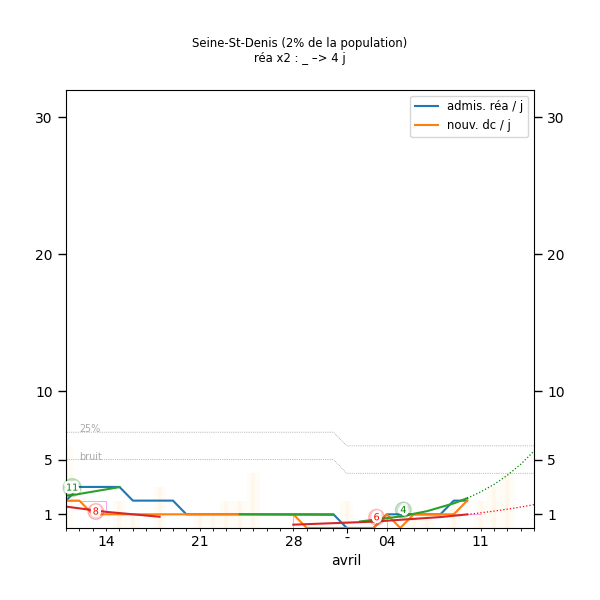 Seine-St-Denis (2% de la population)
réa x2 : _ –> 4 j
admis. réa / j
nouv. dc / j
30 30
20 20
10 10
25%
5 bruit 5
11
8
6
4
1 1
14 21 28 - 04 11
avril